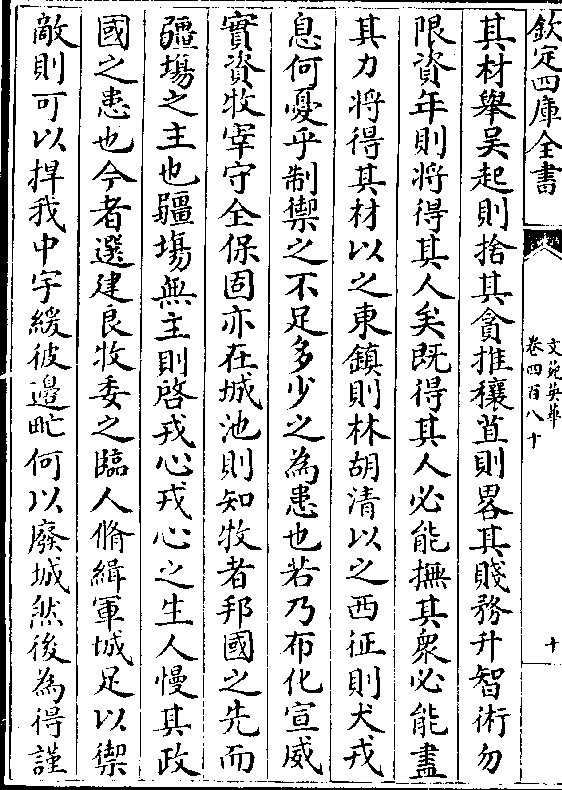 欽定四庫全書
文苑英華
卷四百八十
十
其材舉吴起則捨其貪推穰苴則畧其賤務升智術勿
限資年則将得其人矣既得其人必能撫其衆必能盡
其力将得其材以之東鎮則林胡清以之西征則犬戎
息何憂乎制禦之不足多少之為患也若乃布化宣威
實資牧宰守全保固亦在城池則知牧者邦國之先而
疆埸之主也疆埸無主則啓戎心戎心之生人慢其政
國之患也今者選建良牧委之臨人脩緝軍城足以禦
敵則可以捍我中宇緩彼邉甿何以廢城然後為得謹